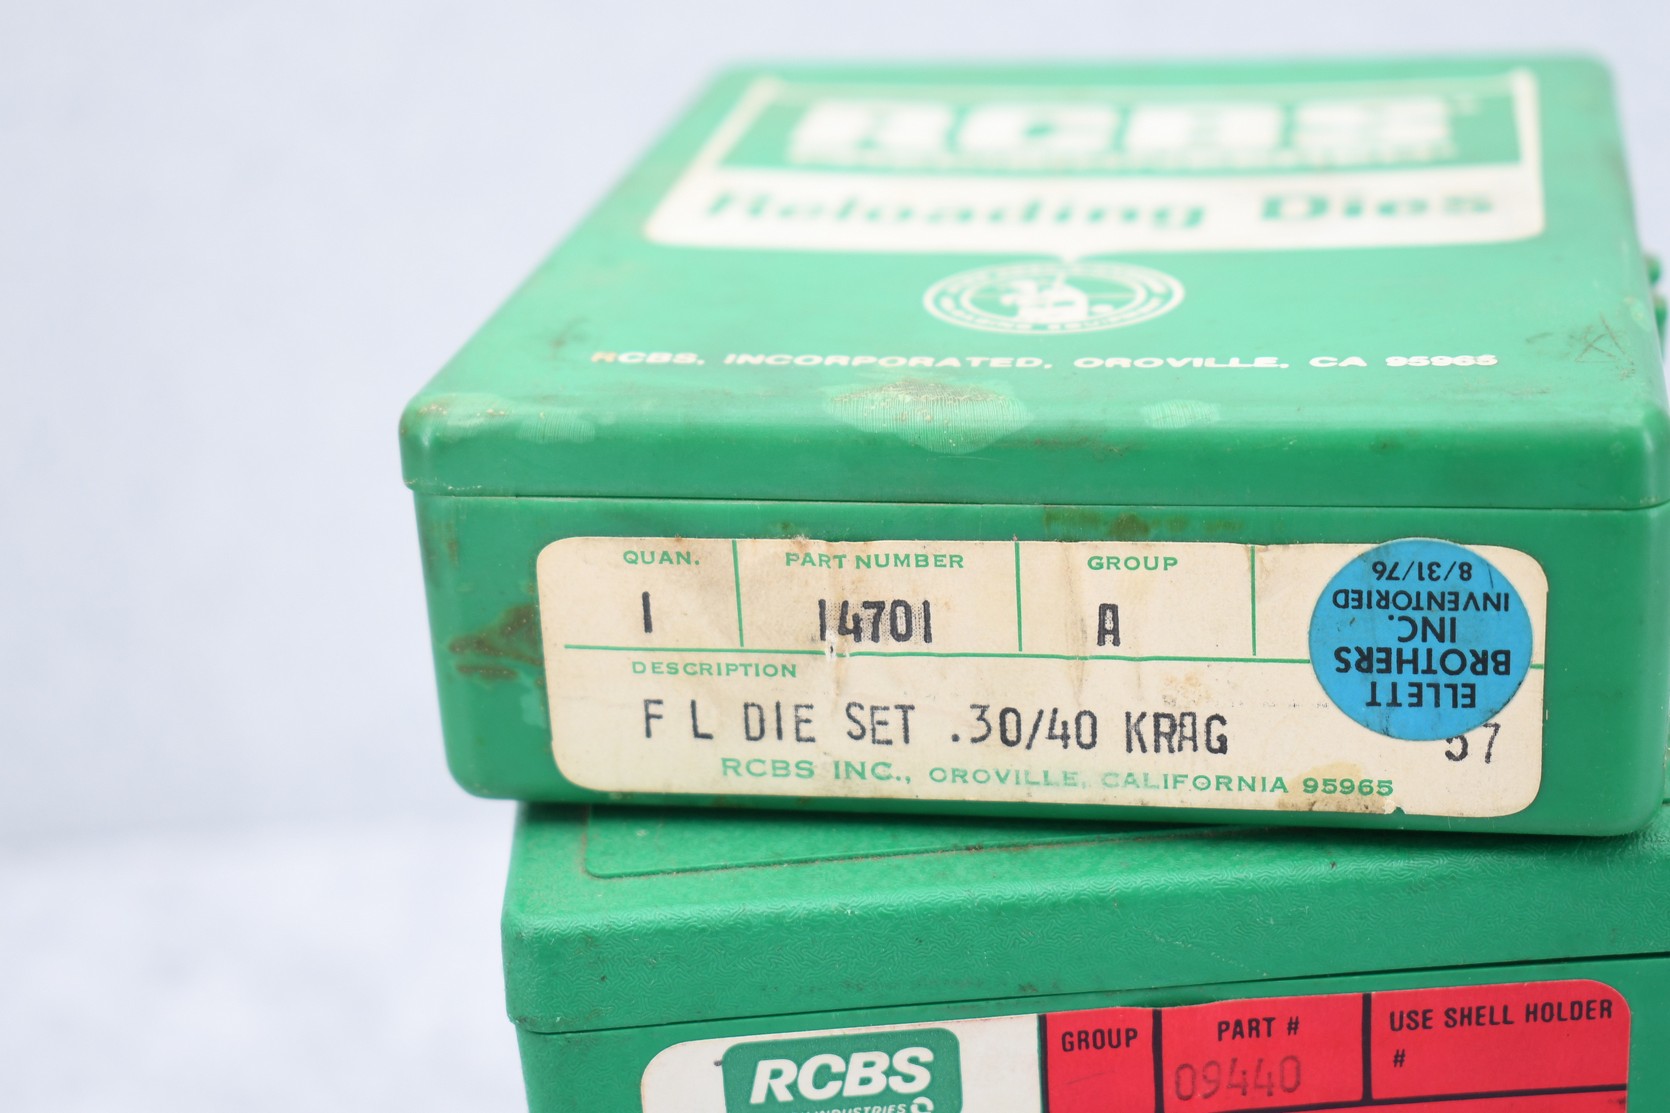 RCBS
Reloading Dies
RCBS, INCORPORATED, OROVILLE, CA 95965
QUAN. PART NUMBER GROUP
1 14701 A
DESCRIPTION
F L DIE SET .30/40 KRAG 57
RCBS INC., OROVILLE, CALIFORNIA 95965
ELLETT
BROTHERS
INC.
INVENTORIED
8/31/76
RCBS
INDUSTRIES
GROUP PART # USE SHELL HOLDER
09440 #